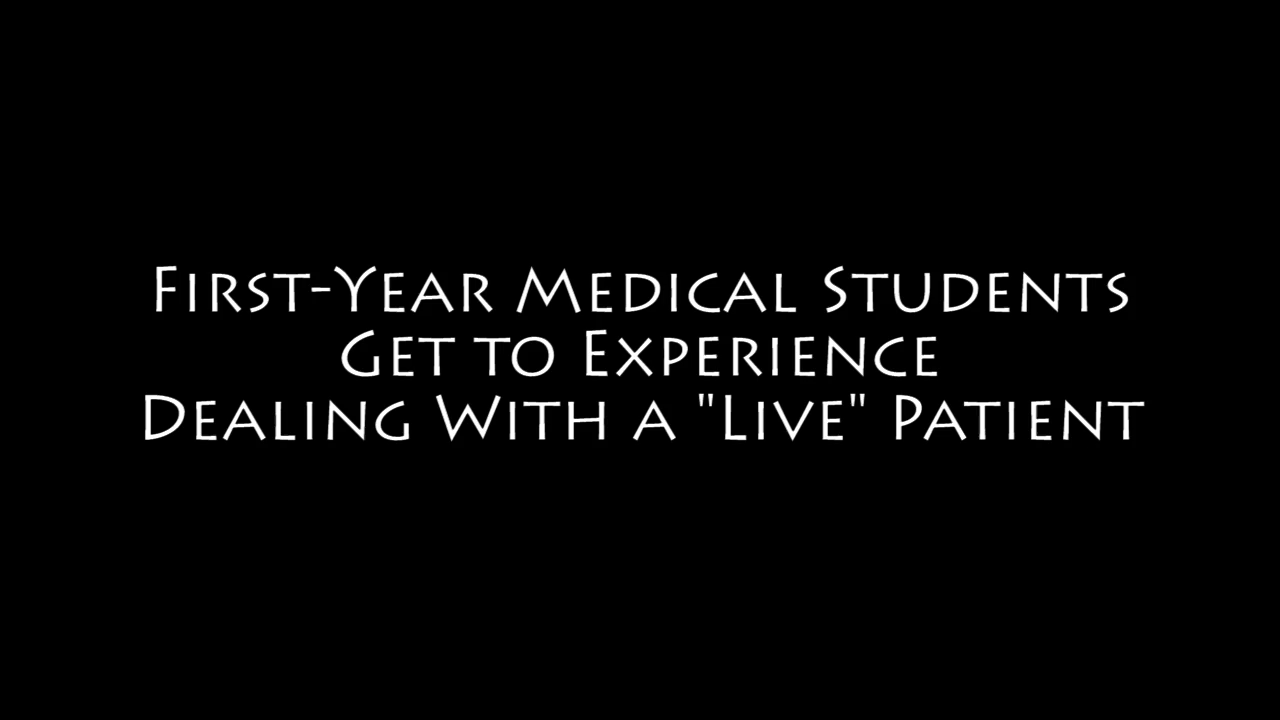 First-Year Medical Students
Get to Experience
Dealing With a "Live" Patient